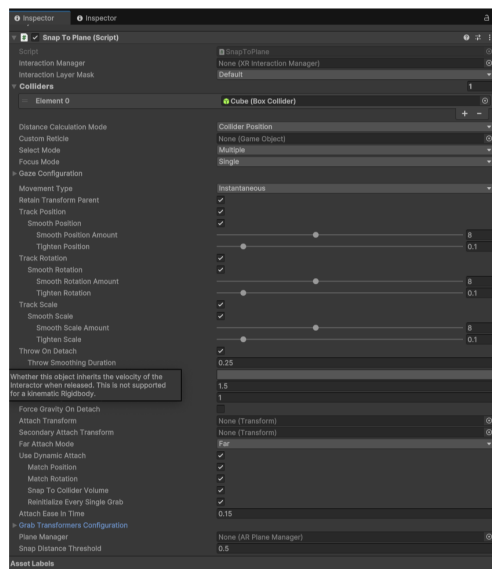 Inspector Inspector
Snap To Plane (Script)
Script SnapToPlane
Interaction Manager None (XR Interaction Manager)
Interaction Layer Mask Default
Colliders 1
Element 0 Cube (Box Collider)
+ -
Distance Calculation Mode Collider Position
Custom Reticle None (Game Object)
Select Mode Multiple
Focus Mode Single
Gaze Configuration
Movement Type Instantaneous
Retain Transform Parent
Track Position
Smooth Position
Smooth Position Amount 8
Tighten Position 0.1
Track Rotation
Smooth Rotation
Smooth Rotation Amount 8
Tighten Rotation 0.1
Track Scale
Smooth Scale
Smooth Scale Amount 8
Tighten Scale 0.1
Throw On Detach
Throw Smoothing Duration 0.25
Whether this object inherits the velocity of the
Interactor when released. This is not supported
for a kinematic Rigidbody.
1.5
1
Force Gravity On Detach
Attach Transform None (Transform)
Secondary Attach Transform None (Transform)
Far Attach Mode Far
Use Dynamic Attach
Match Position
Match Rotation
Snap To Collider Volume
Reinitialize Every Single Grab
Attach Ease In Time 0.15
Grab Transformers Configuration
Plane Manager None (AR Plane Manager)
Snap Distance Threshold 0.5
Asset Labels